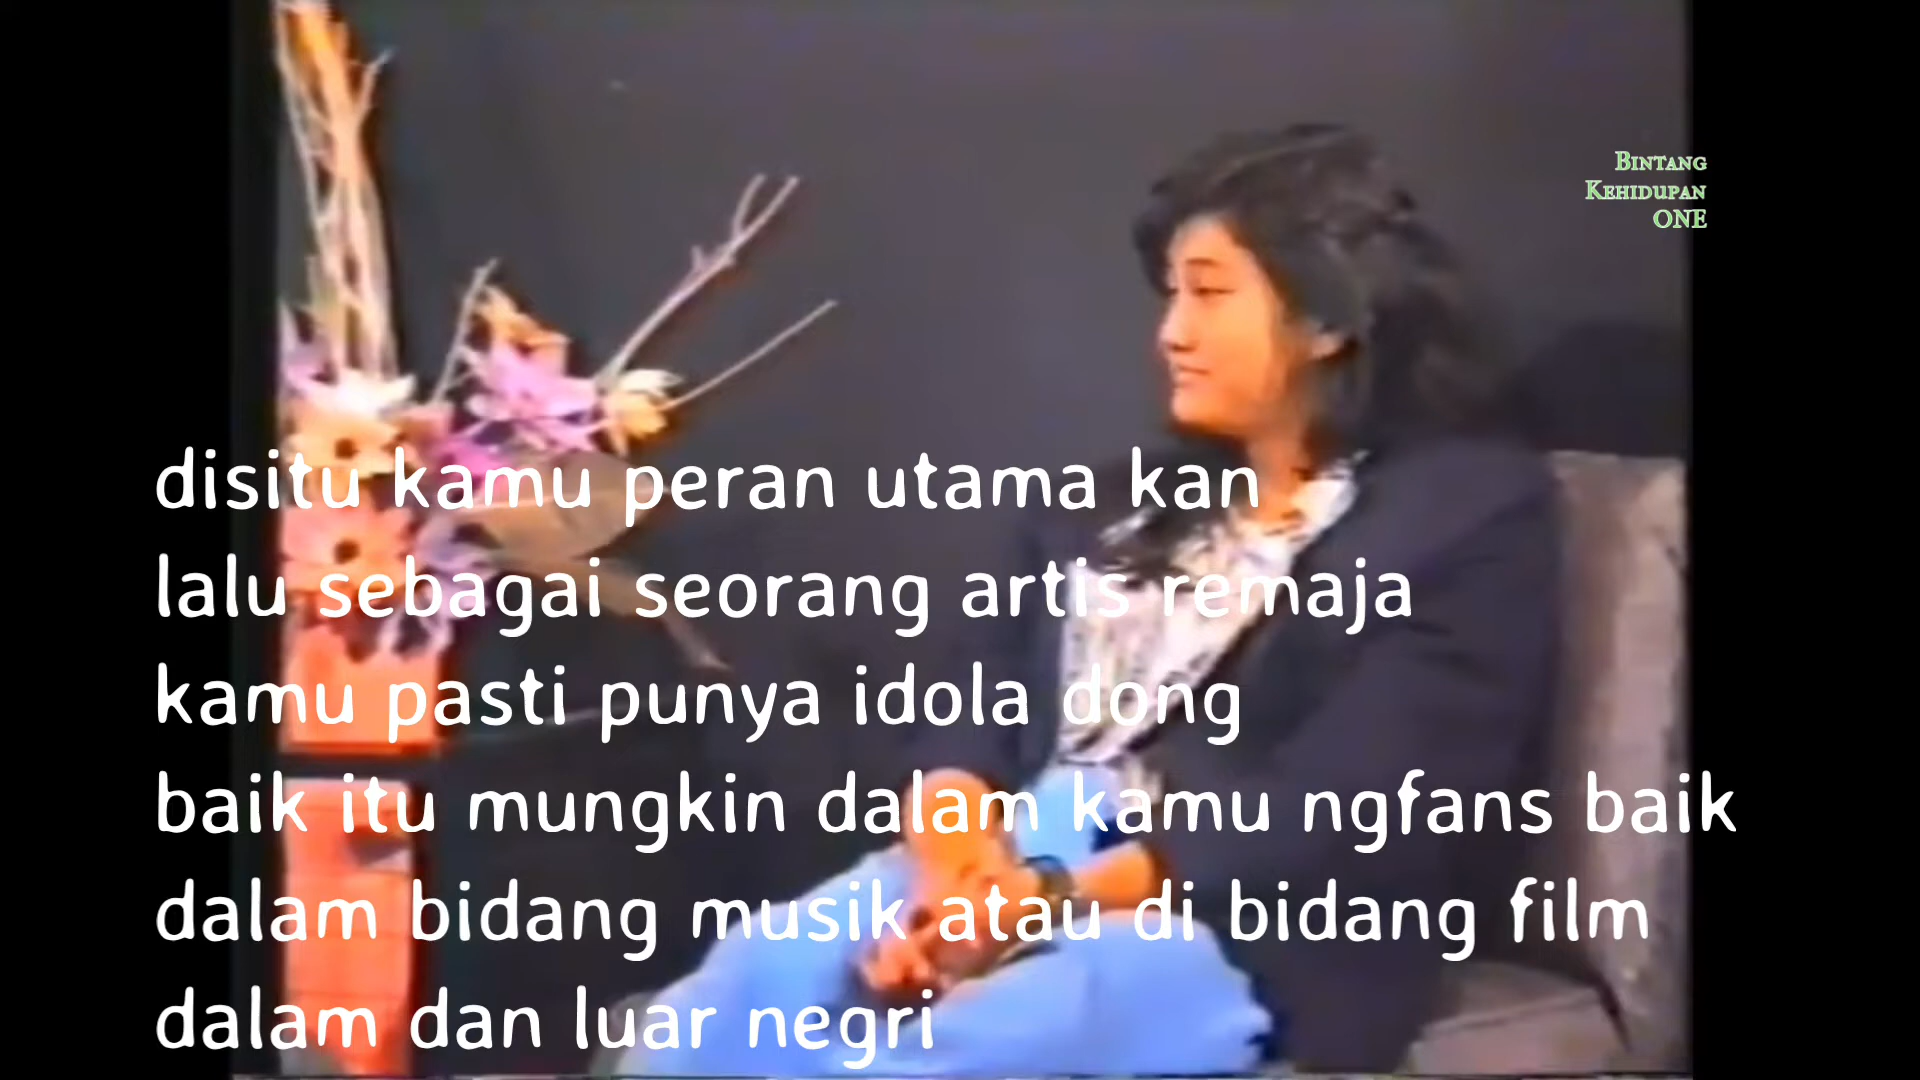 Bintang
Kehidupan
ONE
disitu kamu peran utama kan
lalu sebagai seorang artis remaja
kamu pasti punya idola dong
baik itu mungkin dalam kamu ngfans baik
dalam bidang musik atau di bidang film
dalam dan luar negri